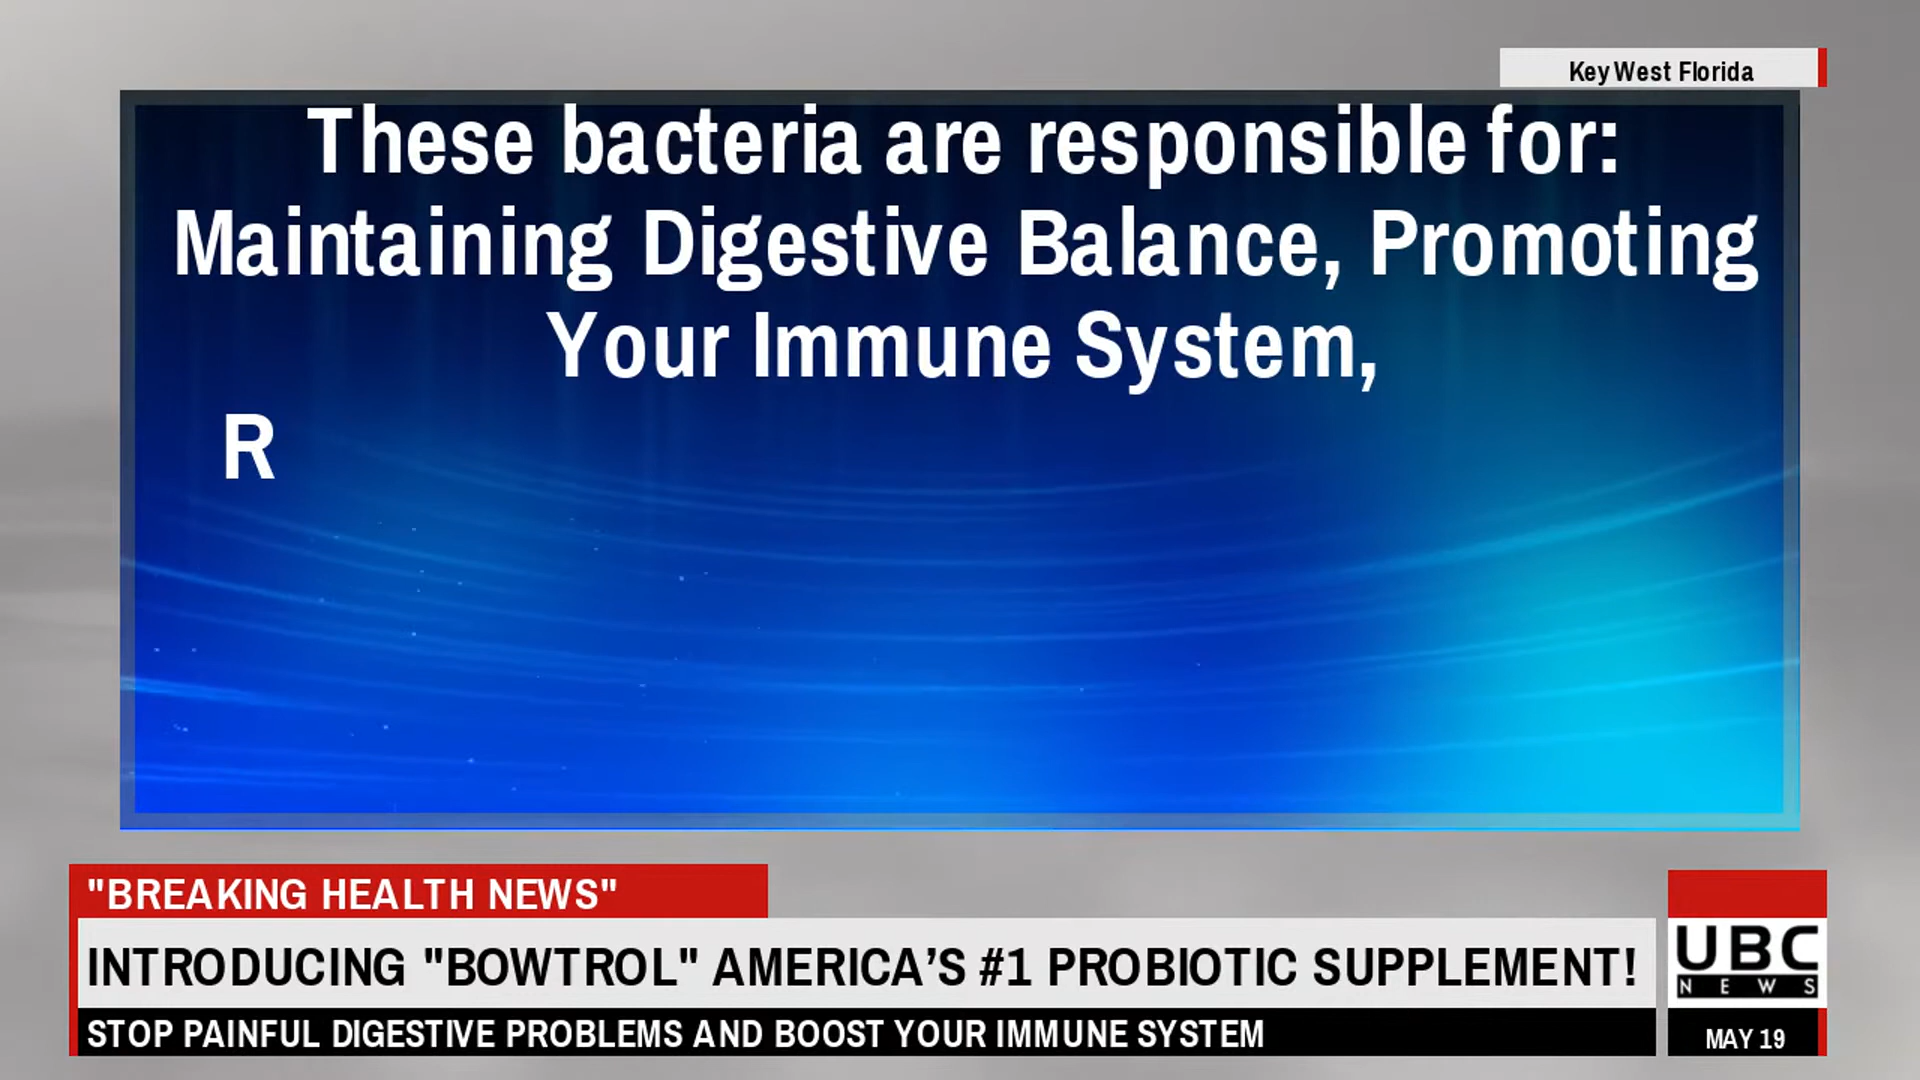 Key West Florida
These bacteria are responsible for:
Maintaining Digestive Balance, Promoting
Your Immune System,
R
"BREAKING HEALTH NEWS"
INTRODUCING "BOWTROL" AMERICA’S #1 PROBIOTIC SUPPLEMENT!
STOP PAINFUL DIGESTIVE PROBLEMS AND BOOST YOUR IMMUNE SYSTEM
UBC
NEWS
MAY 19